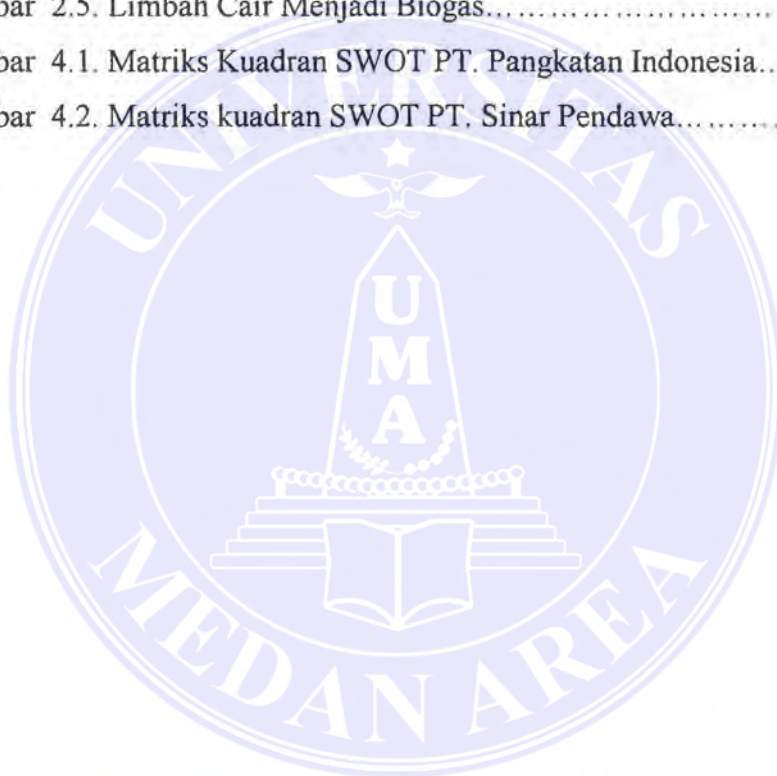 bar 2.5. Limbah Cair Menjadi Biogas……………………
bar 4.1. Matriks Kuadran SWOT PT. Pangkatan Indonesia…
bar 4.2. Matriks kuadran SWOT PT. Sinar Pendawa…………
UNIVERSITAS
U
M
A
MEDAN AREA